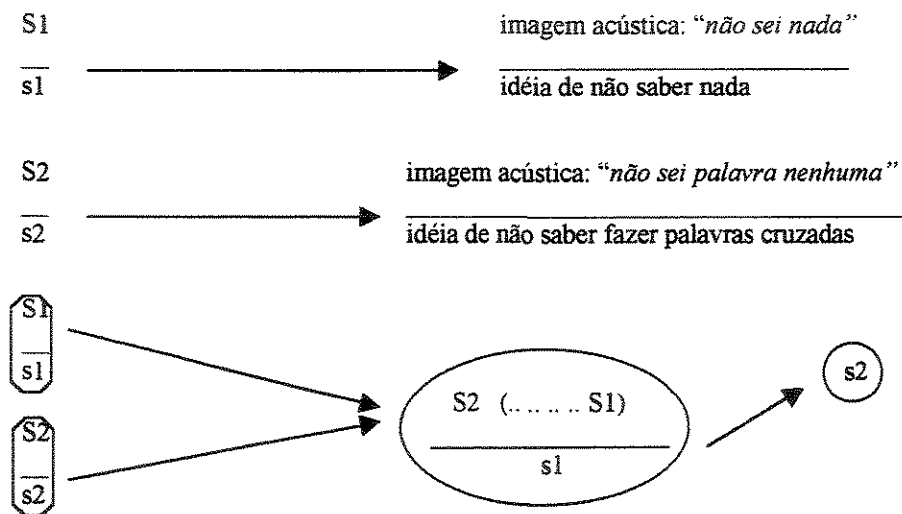 S1 imagem acústica: “não sei nada”
s1 idéia de não saber nada
S2 imagem acústica: “não sei palavra nenhuma”
s2 idéia de não saber fazer palavras cruzadas
S1
s1
S2 (.. .. .. .. S1)
s1
s2
S2
s2